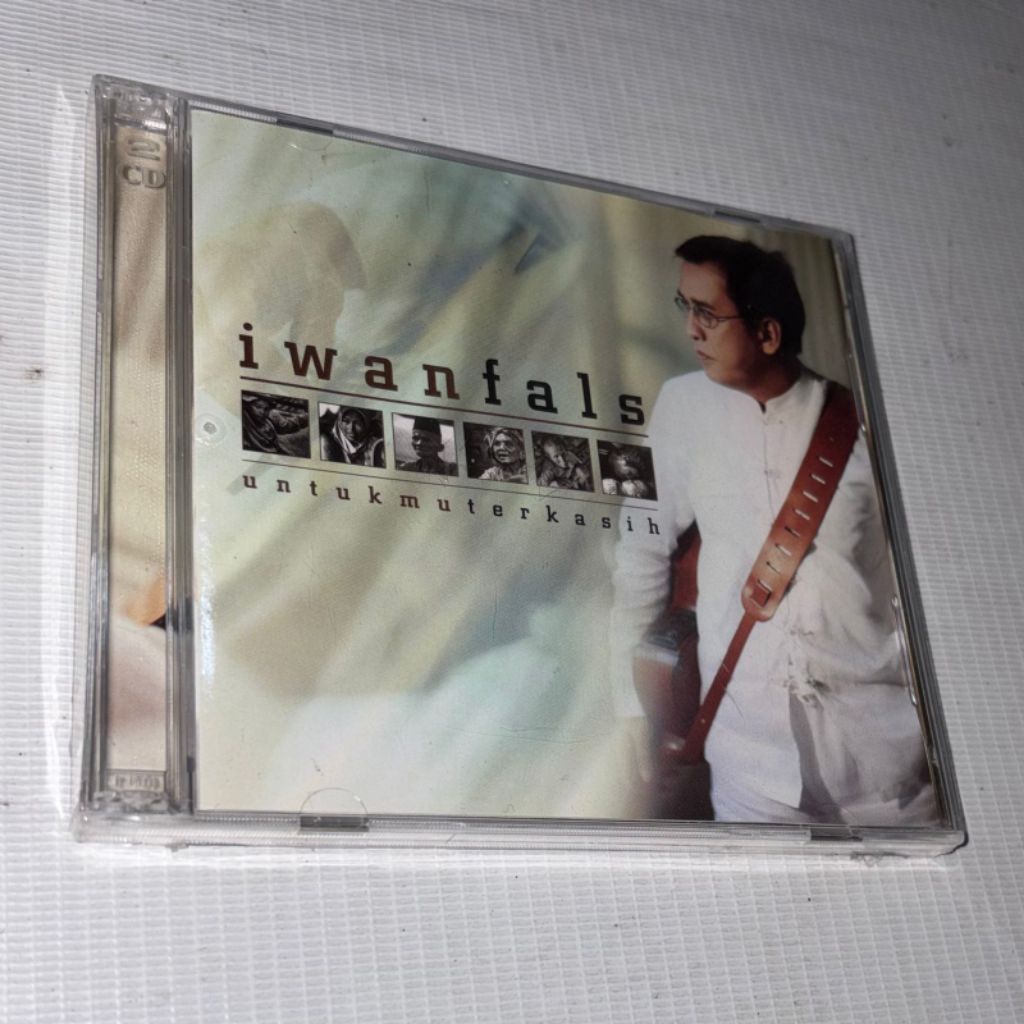 2
CD
iwanfals
untukmuterkasih